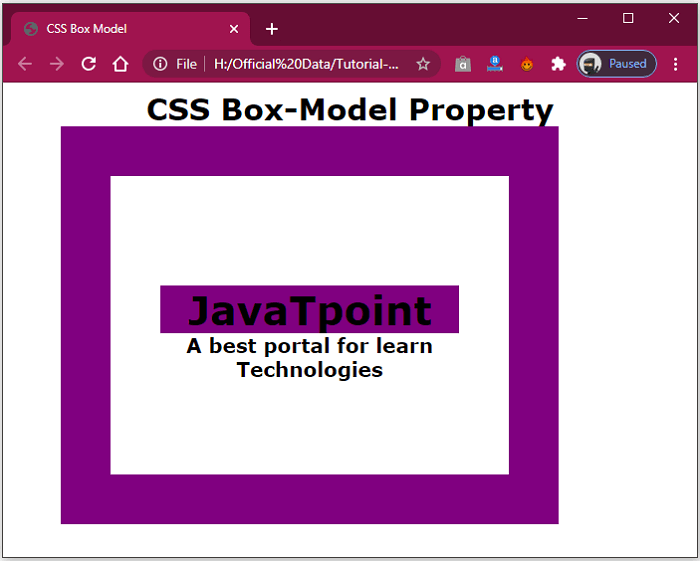 CSS Box Model
File
H:/Official%20Data/Tutorial-...
Paused
CSS Box-Model Property
JavaTpoint
A best portal for learn
Technologies